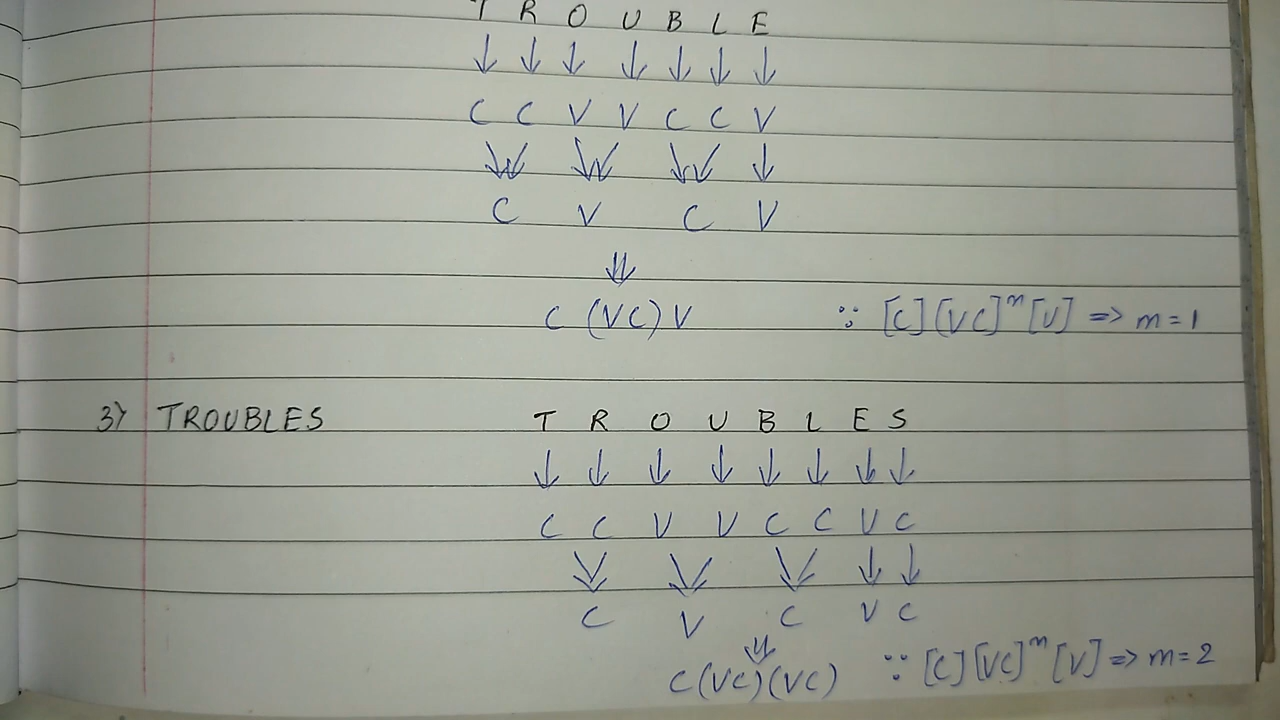 T R O U B L E
↓ ↓ ↓ ↓ ↓ ↓ ↓
C C V V C C V
C V C V
C (VC) V ∵ [C](VC)ᵐ[V] => m=1
3) TROUBLES T R O U B L E S
↓ ↓ ↓ ↓ ↓ ↓ ↓ ↓
C C V V C C V C
C V C V C
C(VC)(VC) ∵ [C](VC)ᵐ[V] => m=2